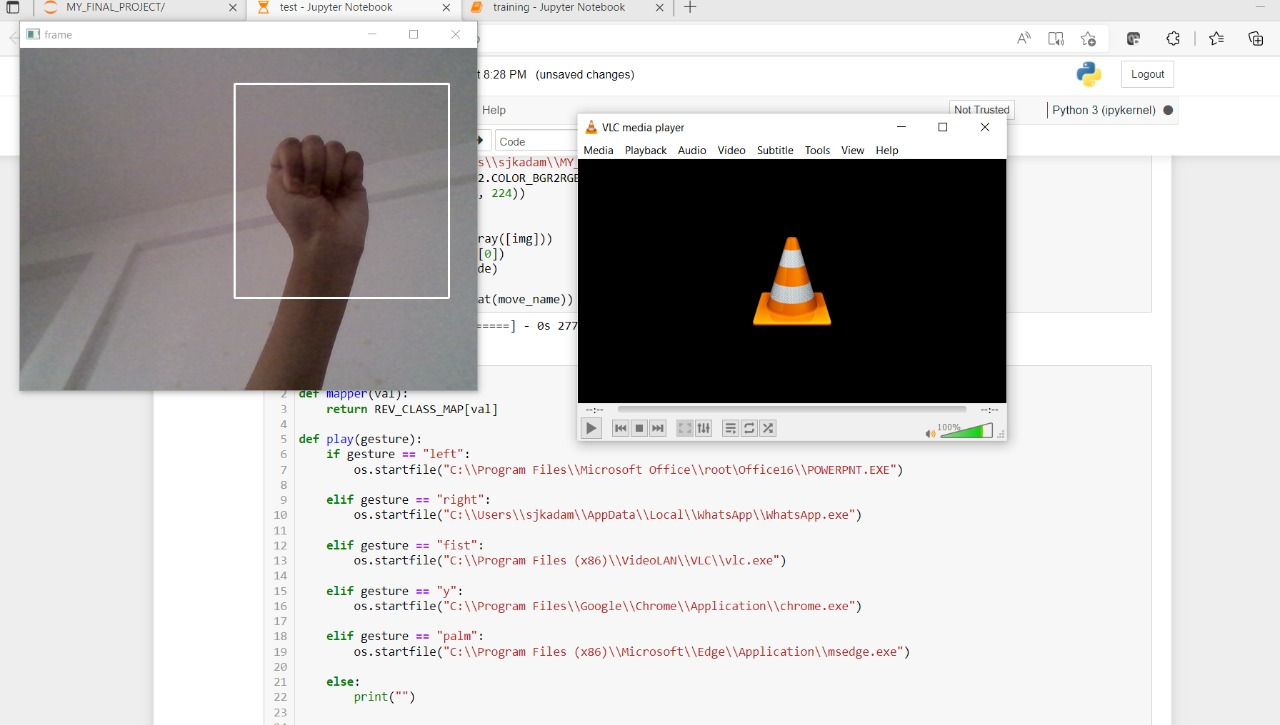 MY_FINAL_PROJECT/
test - Jupyter Notebook
training - Jupyter Notebook
frame
8:28 PM (unsaved changes)
Logout
Help
Not Trusted
Python 3 (ipykernel)
Code
VLC media player
Media Playback Audio Video Subtitle Tools View Help
s\\sjkadam\\MY
2.COLOR_BGR2RGB
, 224))
ray([img]))
[0])
de)
at(move_name))
=====] - 0s 277
--:-- --:--
100%
2 def mapper(val):
3 return REV_CLASS_MAP[val]
4
5 def play(gesture):
6 if gesture == "left":
7 os.startfile("C:\\Program Files\\Microsoft Office\\root\Office16\\POWERPNT.EXE")
8
9 elif gesture == "right":
10 os.startfile("C:\\Users\\sjkadam\\AppData\\Local\\WhatsApp\\WhatsApp.exe")
11
12 elif gesture == "fist":
13 os.startfile("C:\\Program Files (x86)\\VideoLAN\\VLC\\vlc.exe")
14
15 elif gesture == "y":
16 os.startfile("C:\\Program Files\\Google\\Chrome\\Application\\chrome.exe")
17
18 elif gesture == "palm":
19 os.startfile("C:\\Program Files (x86)\\Microsoft\\Edge\\Application\\msedge.exe")
20
21 else:
22 print("")
23